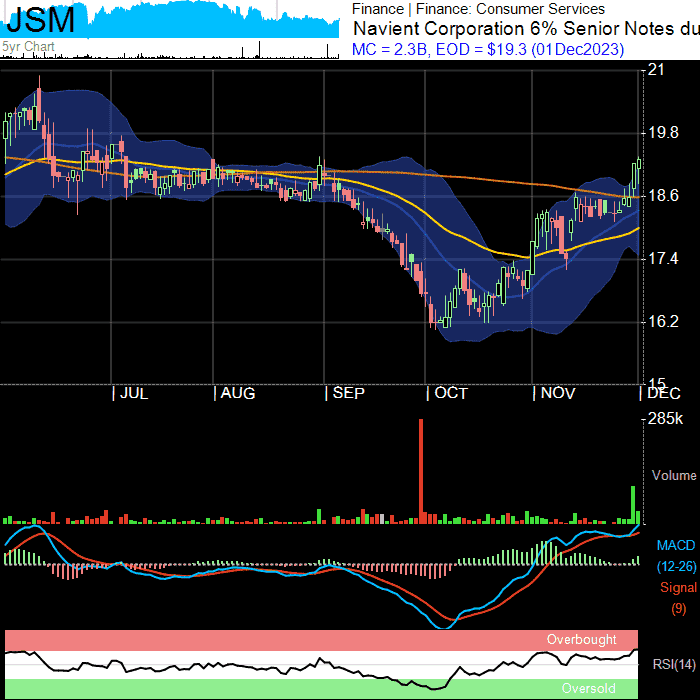 JSM
5yr Chart
Finance | Finance: Consumer Services
Navient Corporation 6% Senior Notes du
MC = 2.3B, EOD = $19.3 (01Dec2023)
21
19.8
18.6
17.4
16.2
15
JUL AUG SEP OCT NOV DEC
285k
Volume
MACD
(12-26)
Signal
(9)
Overbought
RSI(14)
Oversold